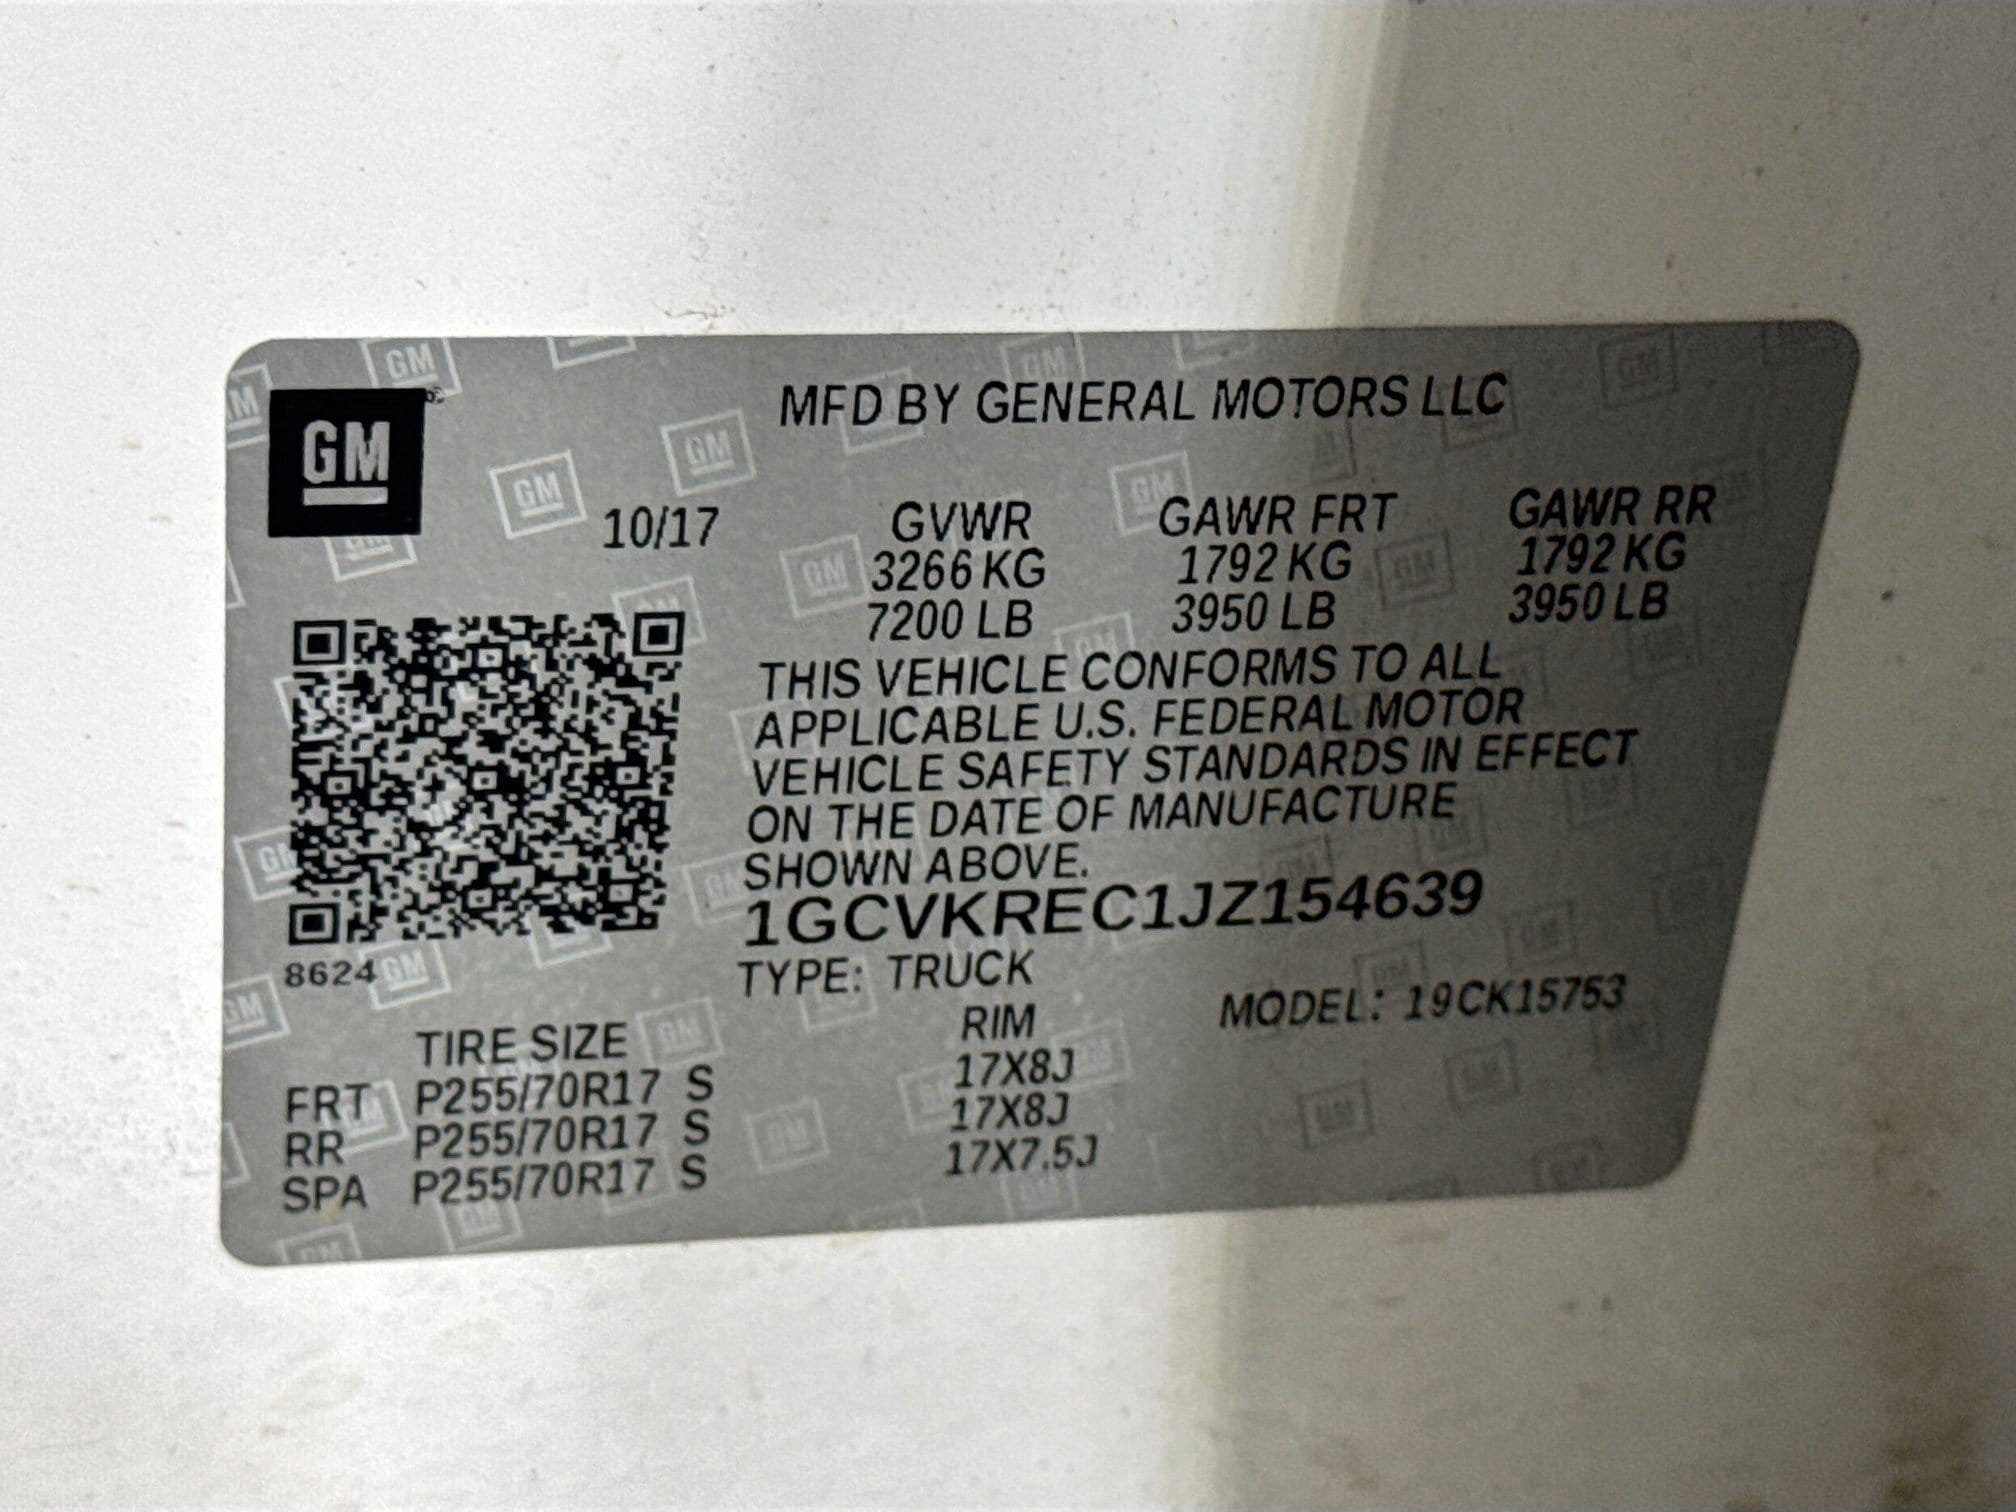 GM
MFD BY GENERAL MOTORS LLC
10/17
GVWR GAWR FRT GAWR RR
3266 KG 1792 KG 1792 KG
7200 LB 3950 LB 3950 LB
THIS VEHICLE CONFORMS TO ALL
APPLICABLE U.S. FEDERAL MOTOR
VEHICLE SAFETY STANDARDS IN EFFECT
ON THE DATE OF MANUFACTURE
SHOWN ABOVE.
1GCVKREC1JZ154639
8624
TYPE: TRUCK MODEL: 19CK15753
TIRE SIZE RIM
FRT P255/70R17 S 17X8J
RR P255/70R17 S 17X8J
SPA P255/70R17 S 17X7.5J